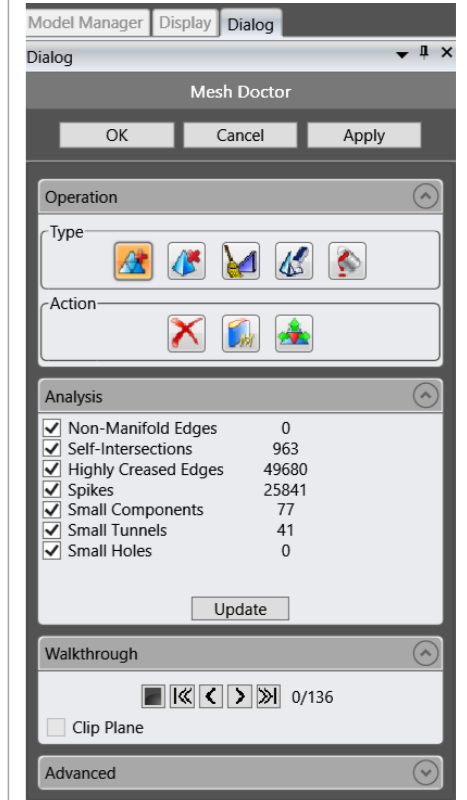 Model Manager Display Dialog
Dialog
Mesh Doctor
OK Cancel Apply
Operation
Type
Action
Analysis
Non-Manifold Edges 0
Self-Intersections 963
Highly Creased Edges 49680
Spikes 25841
Small Components 77
Small Tunnels 41
Small Holes 0
Update
Walkthrough
0/136
Clip Plane
Advanced